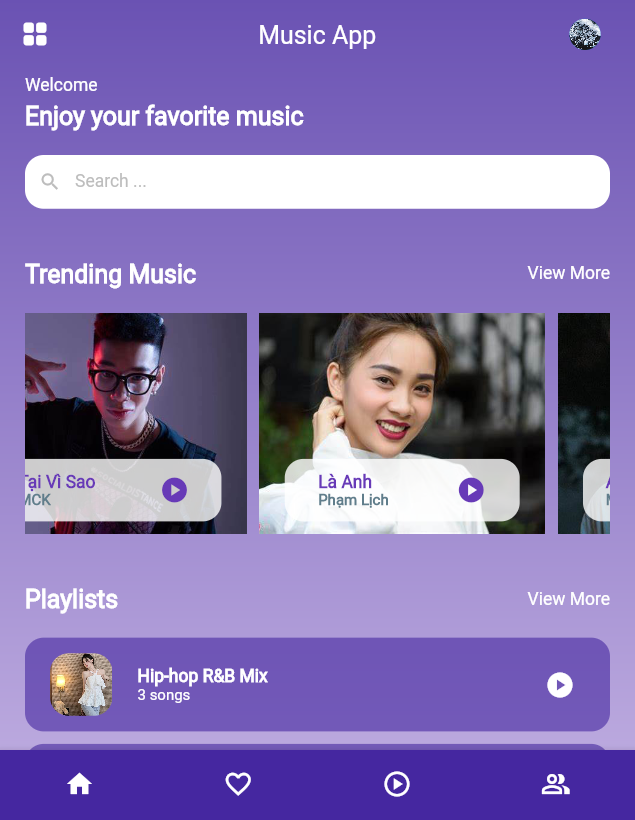 Music App
Welcome
Enjoy your favorite music
Search ...
Trending Music
View More
Tại Vì Sao
MCK
Là Anh
Phạm Lịch
Playlists
View More
Hip-hop R&B Mix
3 songs